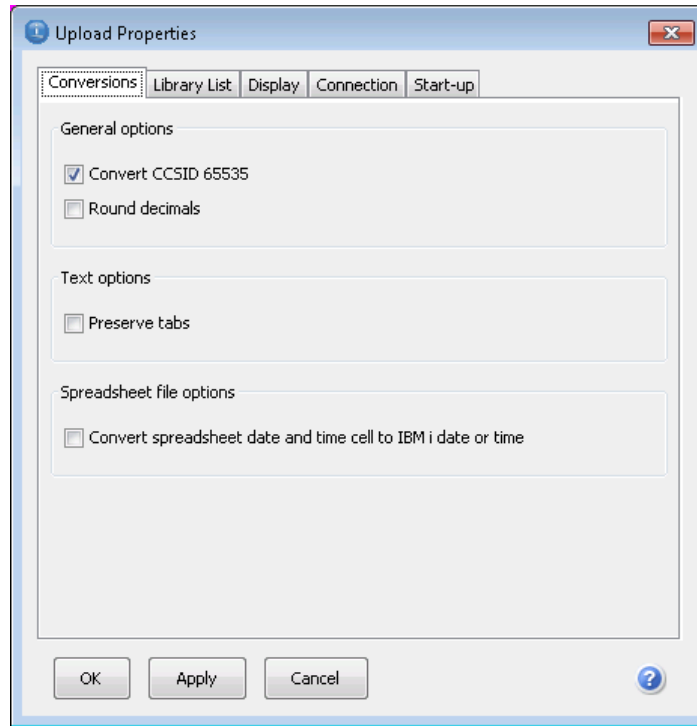 Upload Properties
Conversions Library List Display Connection Start-up
General options
Convert CCSID 65535
Round decimals
Text options
Preserve tabs
Spreadsheet file options
Convert spreadsheet date and time cell to IBM i date or time
OK Apply Cancel ?